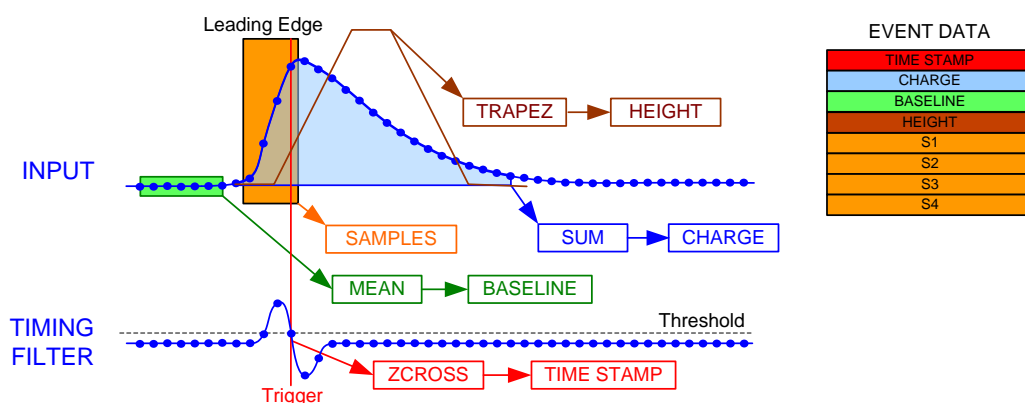 Leading Edge
EVENT DATA
TIME STAMP
CHARGE
BASELINE
HEIGHT
S1
S2
S3
S4
TRAPEZ
HEIGHT
INPUT
SAMPLES
SUM
CHARGE
MEAN
BASELINE
TIMING
FILTER
Threshold
ZCROSS
TIME STAMP
Trigger